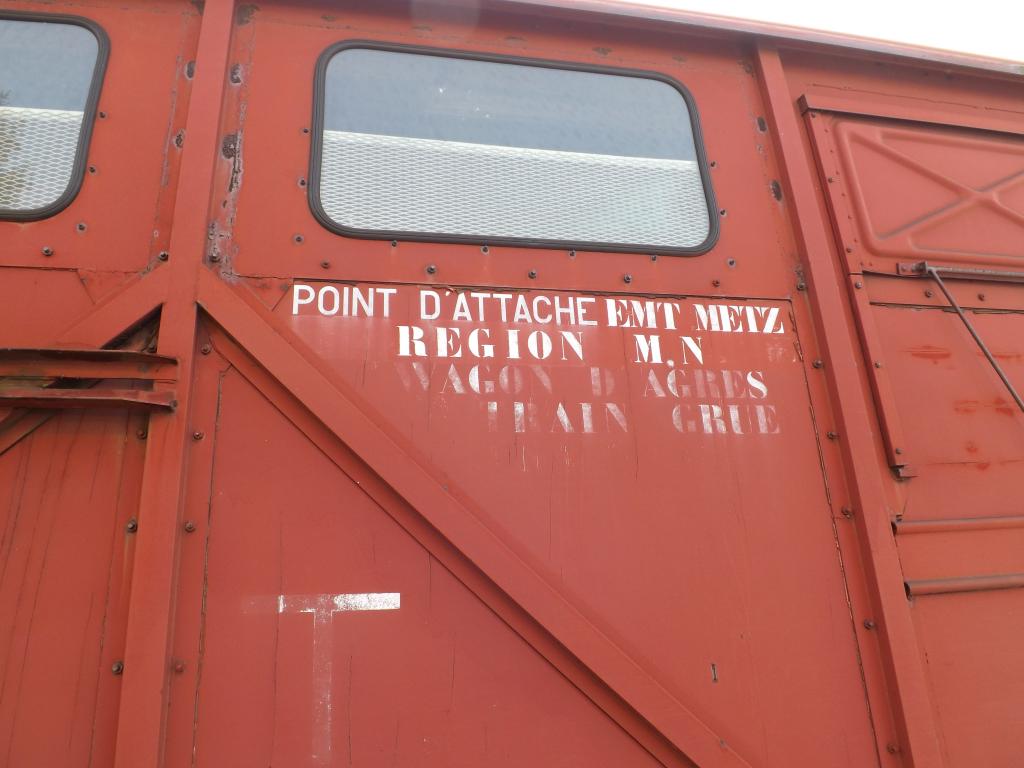 POINT D'ATTACHE EMT METZ
REGION M.N
WAGON D AGRES
TRAIN GRUE
T